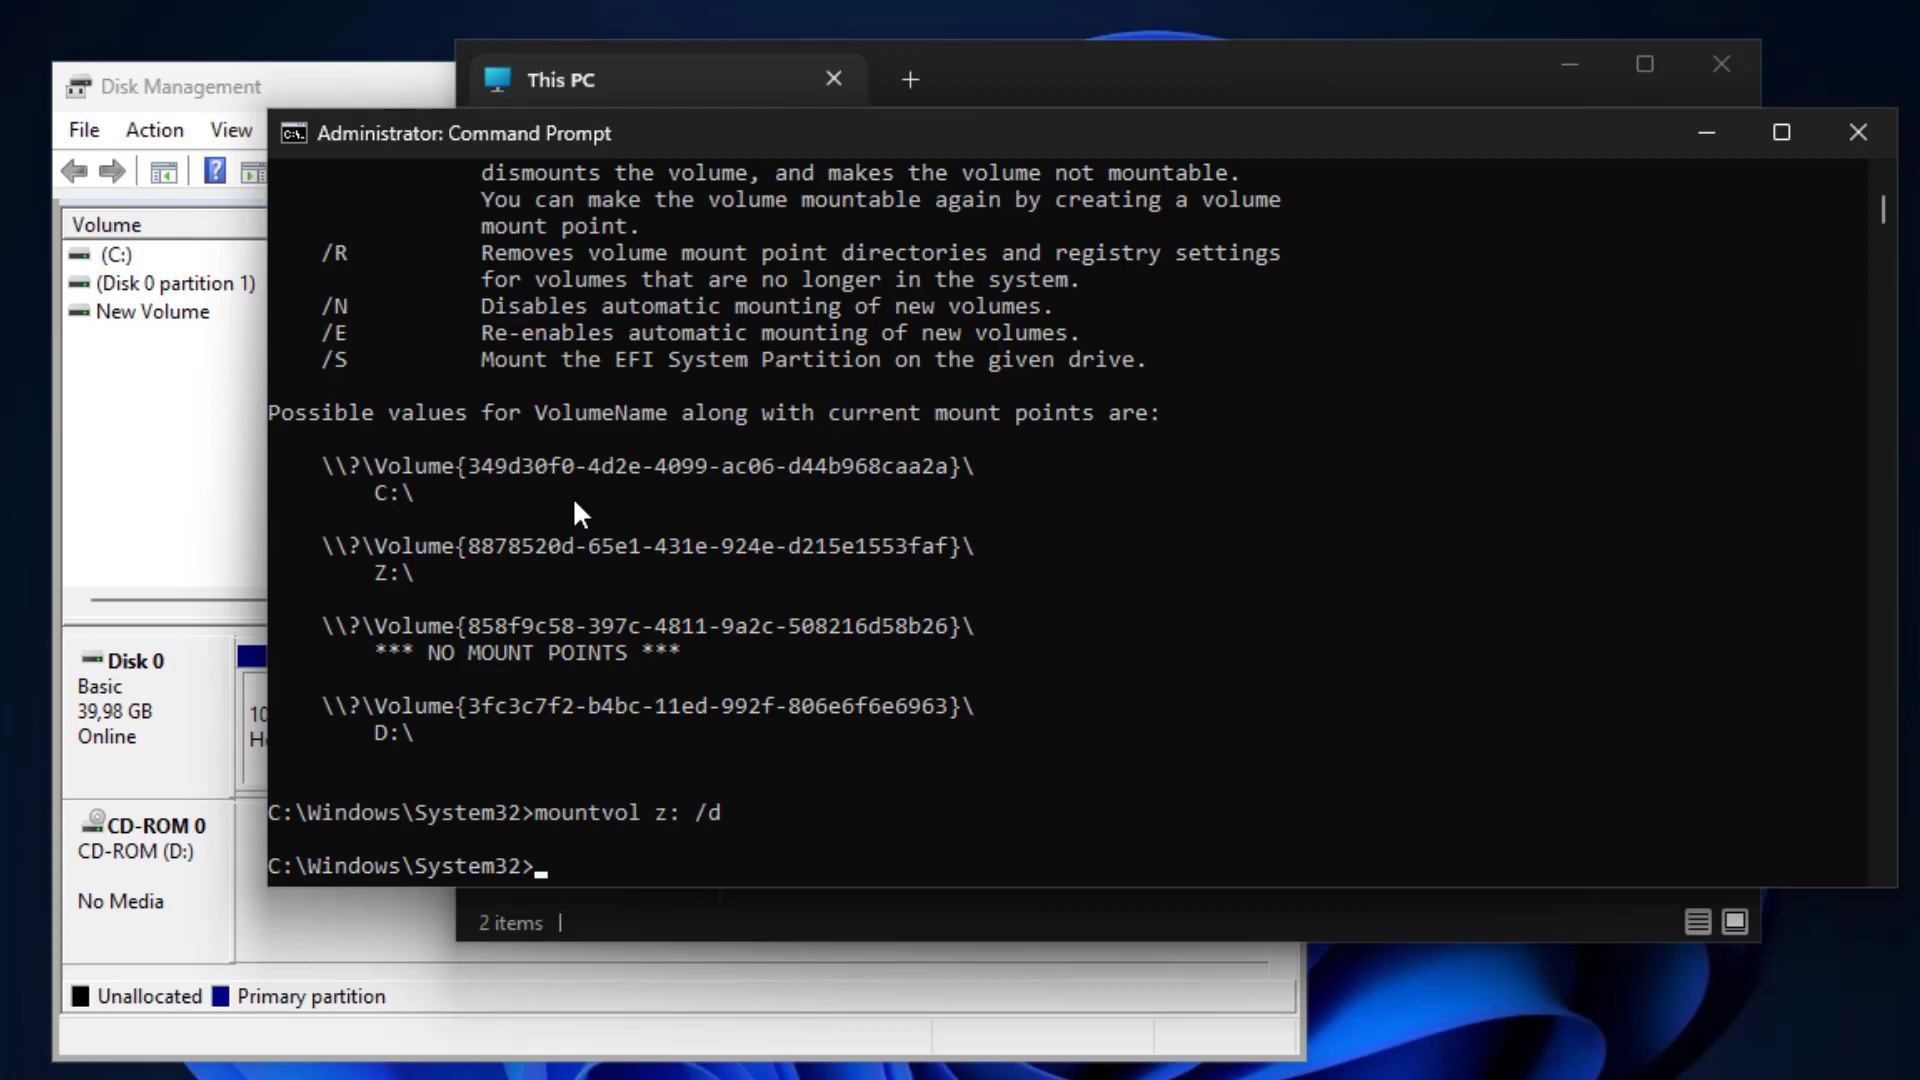 Disk Management
This PC
File Action View
Administrator: Command Prompt
Volume
(C:)
(Disk 0 partition 1)
New Volume
dismounts the volume, and makes the volume not mountable.
You can make the volume mountable again by creating a volume
mount point.
/R Removes volume mount point directories and registry settings
for volumes that are no longer in the system.
/N Disables automatic mounting of new volumes.
/E Re-enables automatic mounting of new volumes.
/S Mount the EFI System Partition on the given drive.
Possible values for VolumeName along with current mount points are:
\\?\Volume{349d30f0-4d2e-4099-ac06-d44b968caa2a}\
C:\
\\?\Volume{8878520d-65e1-431e-924e-d215e1553faf}\
Z:\
\\?\Volume{858f9c58-397c-4811-9a2c-508216d58b26}\
*** NO MOUNT POINTS ***
\\?\Volume{3fc3c7f2-b4bc-11ed-992f-806e6f6e6963}\
D:\
C:\Windows\System32>mountvol z: /d
C:\Windows\System32>
Disk 0
Basic
39,98 GB
Online
10
He
CD-ROM 0
CD-ROM (D:)
No Media
2 items
Unallocated Primary partition